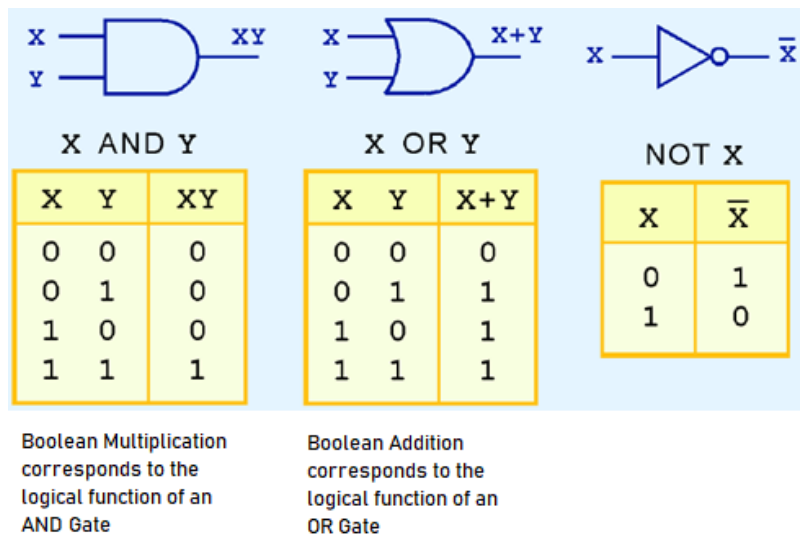 X XY
Y
X AND Y
X Y XY
0 0 0
0 1 0
1 0 0
1 1 1
Boolean Multiplication
corresponds to the
logical function of an
AND Gate
X X+Y
Y
X OR Y
X Y X+Y
0 0 0
0 1 1
1 0 1
1 1 1
Boolean Addition
corresponds to the
logical function of an
OR Gate
X X̅
NOT X
X X̅
0 1
1 0